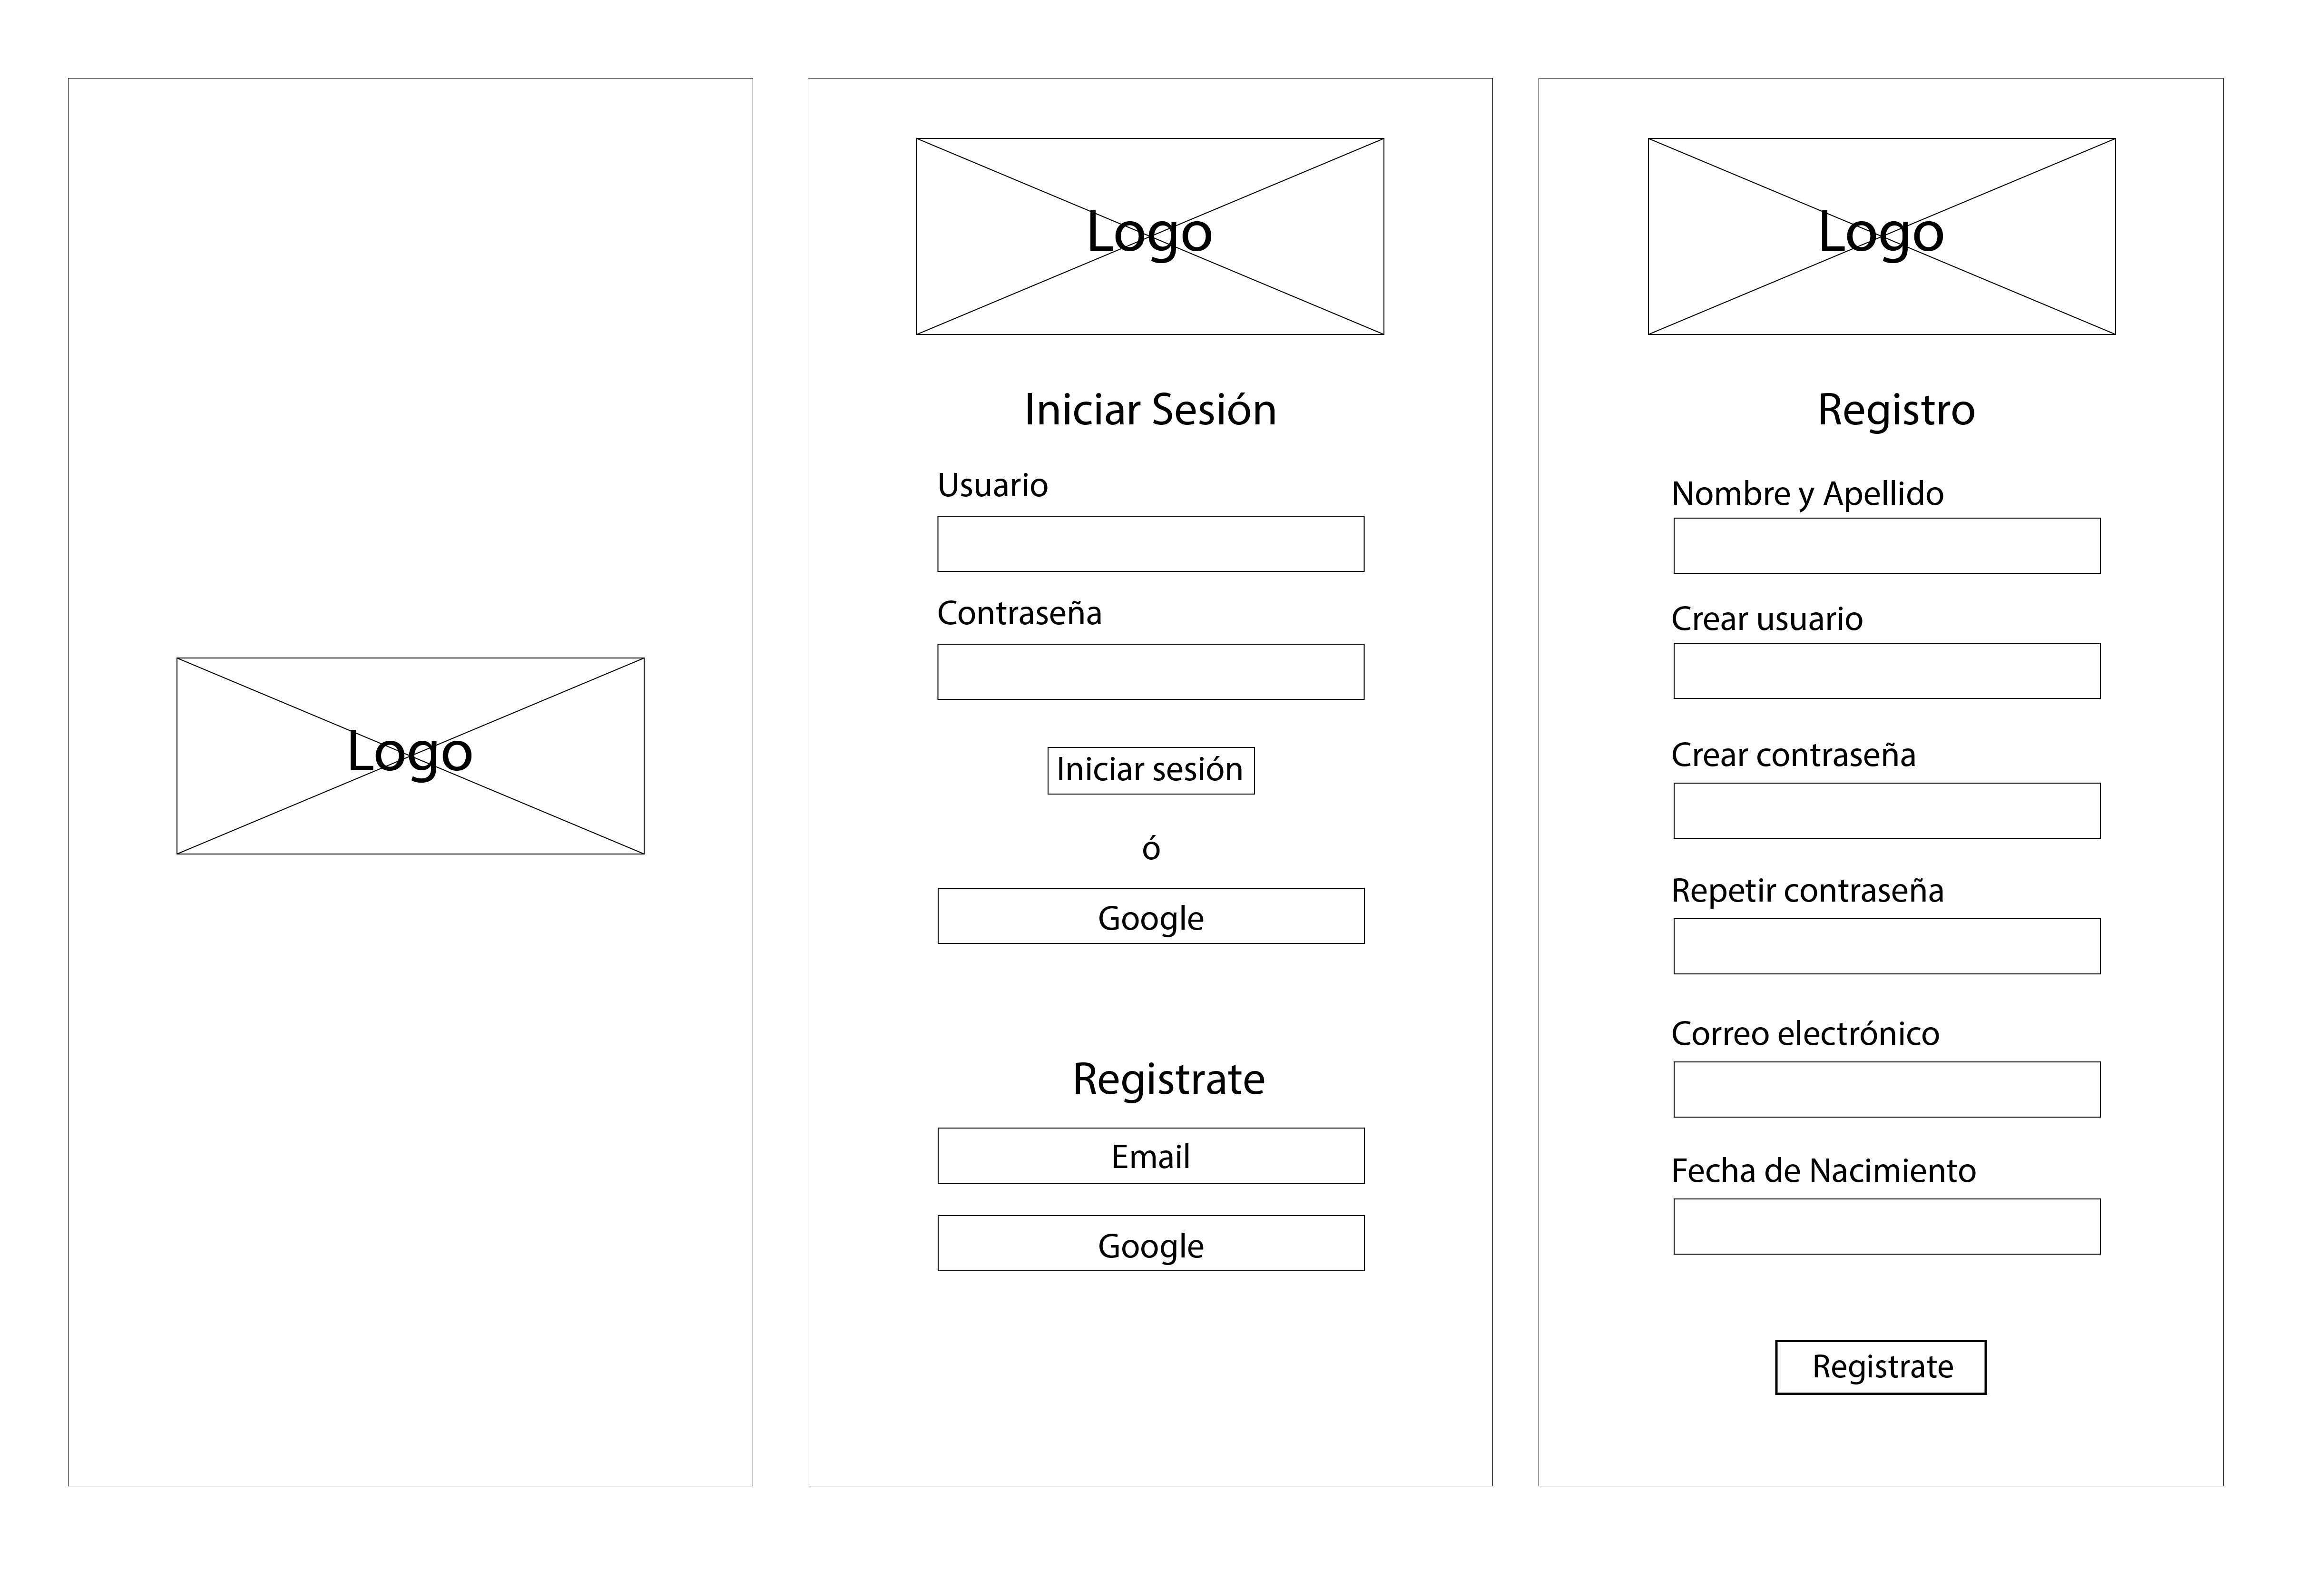 Logo
Logo
Iniciar Sesión
Usuario
Contraseña
Iniciar sesión
ó
Google
Registrate
Email
Google
Logo
Registro
Nombre y Apellido
Crear usuario
Crear contraseña
Repetir contraseña
Correo electrónico
Fecha de Nacimiento
Registrate